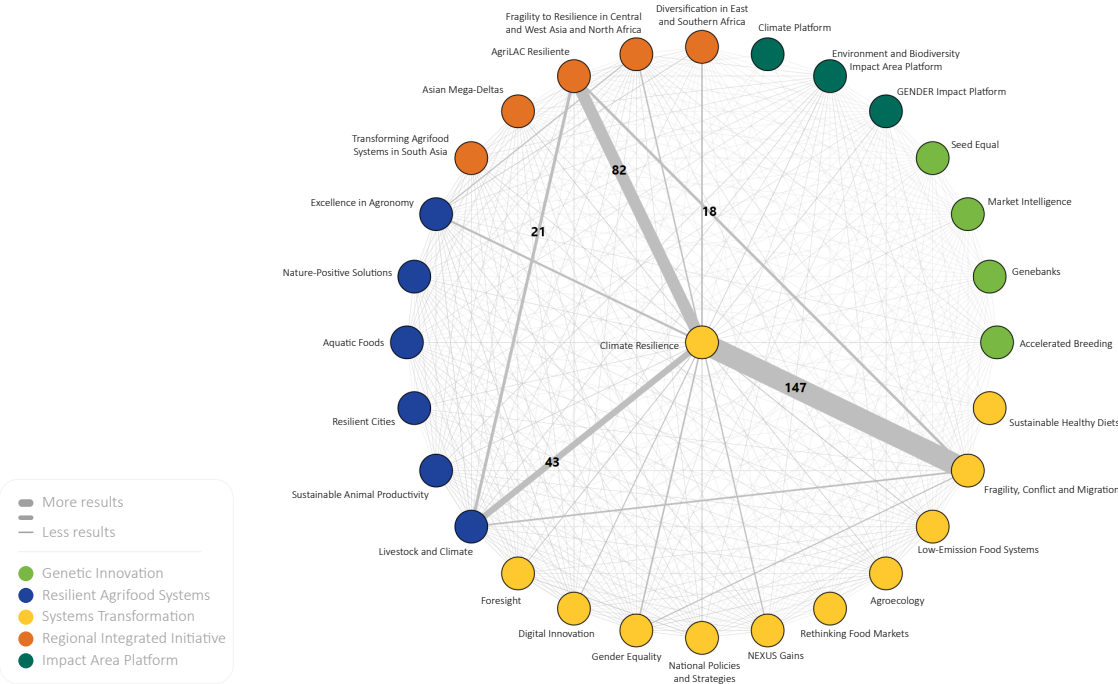 Diversification in East
and Southern Africa
Fragility to Resilience in Central
and West Asia and North Africa
Climate Platform
AgriLAC Resiliente
Environment and Biodiversity
Impact Area Platform
Asian Mega-Deltas
GENDER Impact Platform
Transforming Agrifood
Systems in South Asia
Seed Equal
Excellence in Agronomy
Market Intelligence
82
18
21
Nature-Positive Solutions
Genebanks
Aquatic Foods
Climate Resilience
Accelerated Breeding
147
Resilient Cities
Sustainable Healthy Diets
43
Sustainable Animal Productivity
Fragility, Conflict and Migration
Livestock and Climate
Low-Emission Food Systems
Foresight
Agroecology
Digital Innovation
Rethinking Food Markets
Gender Equality
National Policies
and Strategies
NEXUS Gains
More results
Less results
Genetic Innovation
Resilient Agrifood Systems
Systems Transformation
Regional Integrated Initiative
Impact Area Platform